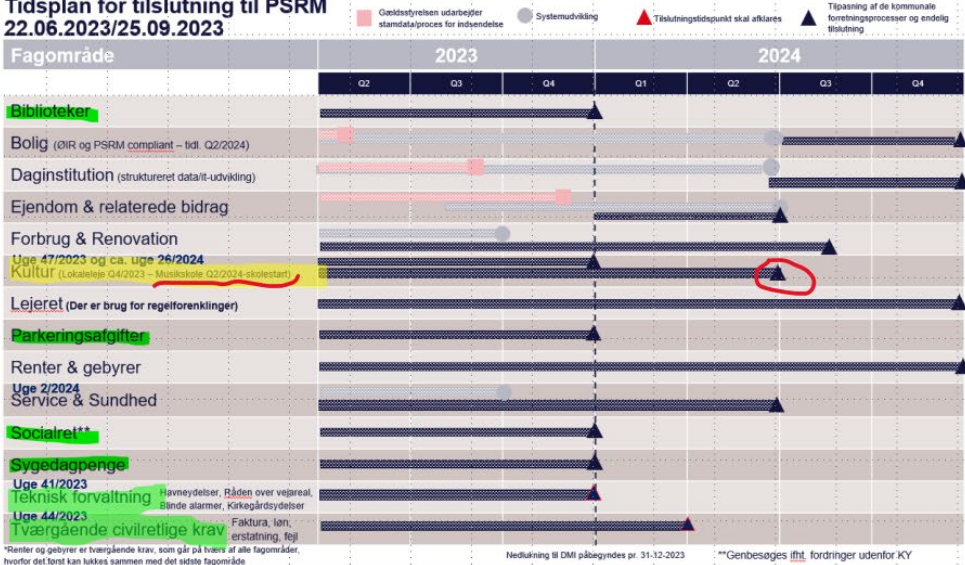 Tidsplan for tilslutning til PSRM
22.06.2023/25.09.2023
Gældsstyrelsen udarbejder
stamdata/proces for indsendelse
Systemudvikling
Tilslutningstidspunkt skal afklares
Tilpasning af de kommunale
forretningsprocesser og endelig
tilslutning
Fagområde 2023 2024
Q2 Q3 Q4 Q1 Q2 Q3 Q4
Biblioteker
Bolig (ØIR og PSRM compliant – tidl. Q2/2024)
Daginstitution (struktureret data/it-udvikling)
Ejendom & relaterede bidrag
Forbrug & Renovation
Uge 47/2023 og ca. uge 26/2024
Kultur (Lokaleleje Q4/2023 – Musikskole Q2/2024-skolestart)
Lejeret (Der er brug for regelforenklinger)
Parkeringsafgifter
Renter & gebyrer
Uge 2/2024
Service & Sundhed
Socialret**
Sygedagpenge
Uge 41/2023
Teknisk forvaltning Havneydelser, Råden over vejareal,
Blinde alarmer, Kirkegårdsydelser
Uge 44/2023
Tværgående civilretlige krav Faktura, løn,
erstatning, fejl
*Renter og gebyrer er tværgående krav, som går på tværs af alle fagområder,
hvorfor det først kan lukkes sammen med det sidste fagområde
Nedlukning til DMI påbegyndes pr. 31-12-2023
**Genbesøges ifht. fordringer udenfor KY